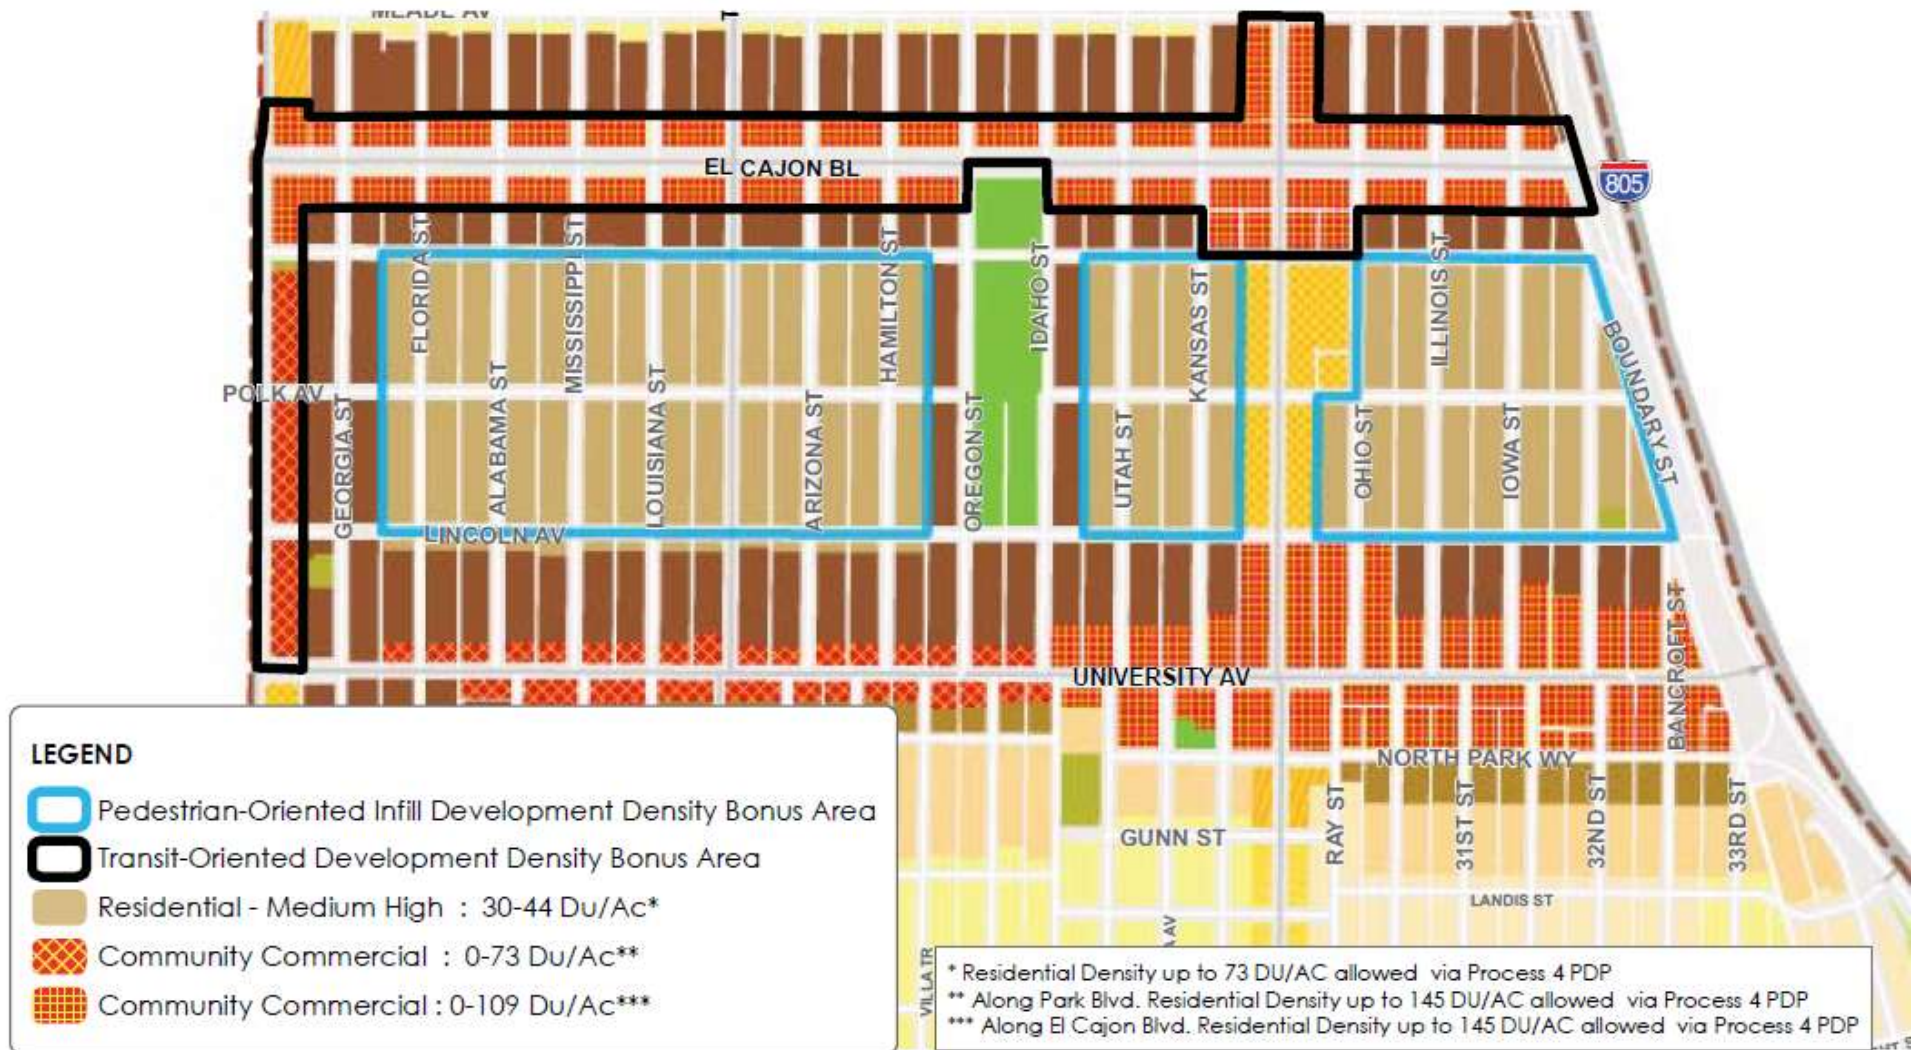 MEADE AV
EL CAJON BL
805
FLORIDA ST
MISSISSIPPI ST
HAMILTON ST
IDAHO ST
KANSAS ST
ILLINOIS ST
BOUNDARY ST
POLK AV
GEORGIA ST
ALABAMA ST
LOUISIANA ST
ARIZONA ST
OREGON ST
UTAH ST
OHIO ST
IOWA ST
LINCOLN AV
BANCROFT ST
UNIVERSITY AV
NORTH PARK WY
GUNN ST
RAY ST
31ST ST
32ND ST
33RD ST
LANDIS ST
VILLA TR
AV
LEGEND
Pedestrian-Oriented Infill Development Density Bonus Area
Transit-Oriented Development Density Bonus Area
Residential - Medium High : 30-44 Du/Ac*
Community Commercial : 0-73 Du/Ac**
Community Commercial : 0-109 Du/Ac***
* Residential Density up to 73 DU/AC allowed via Process 4 PDP
** Along Park Blvd. Residential Density up to 145 DU/AC allowed via Process 4 PDP
*** Along El Cajon Blvd. Residential Density up to 145 DU/AC allowed via Process 4 PDP